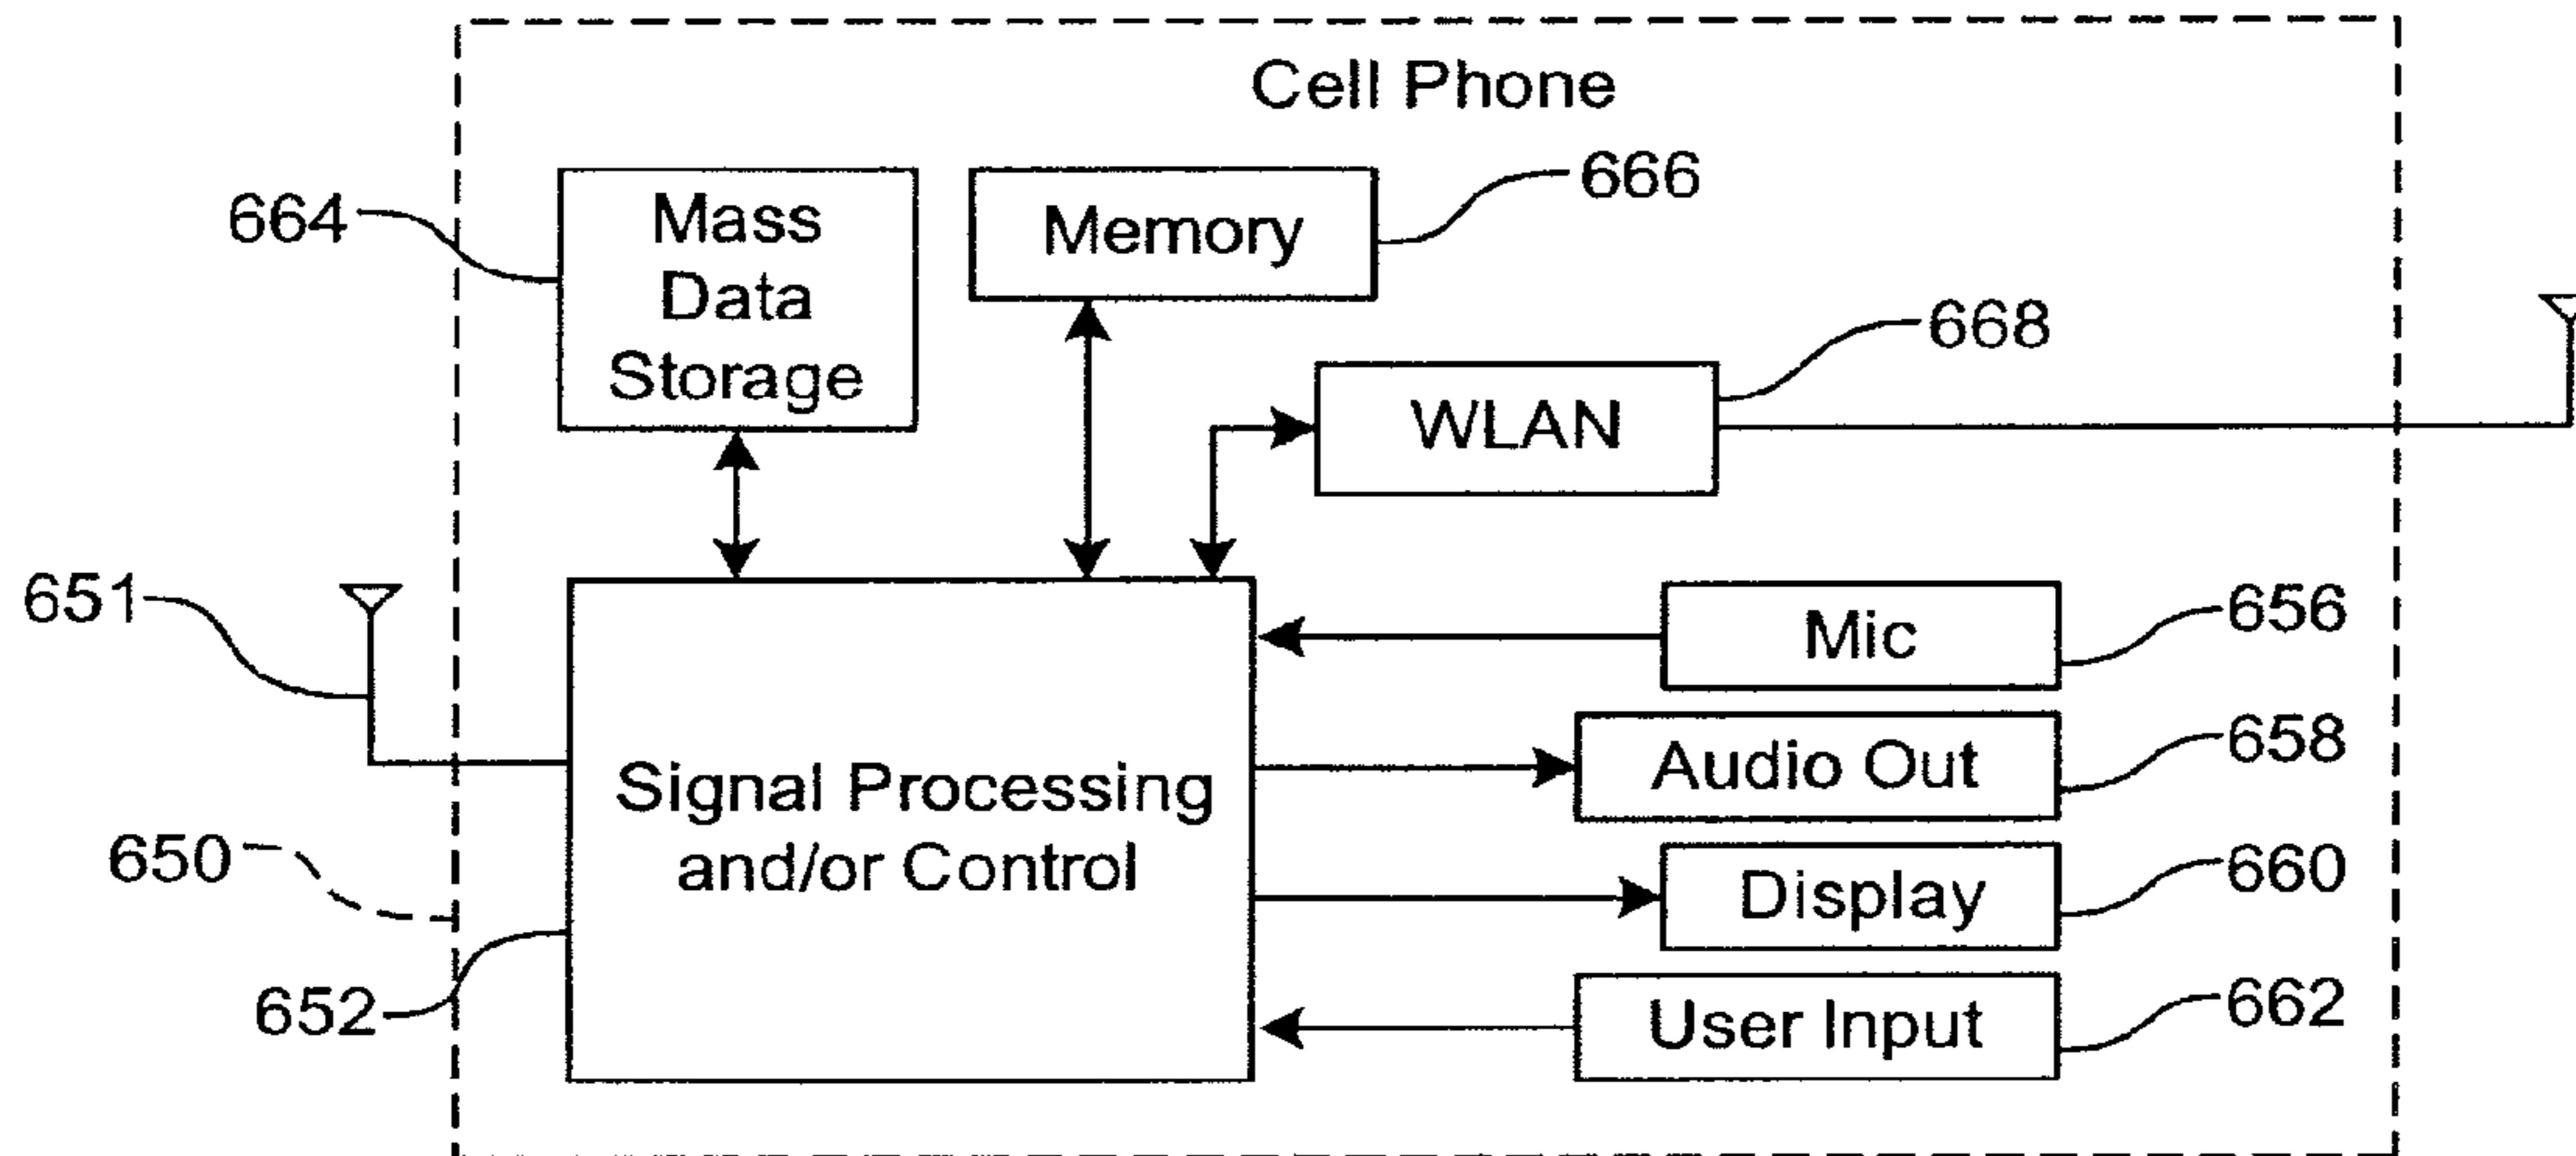 Cell Phone
664
Mass
Data
Storage
Memory
666
WLAN
668
651
650
652
Signal Processing
and/or Control
Mic
656
Audio Out
658
Display
660
User Input
662